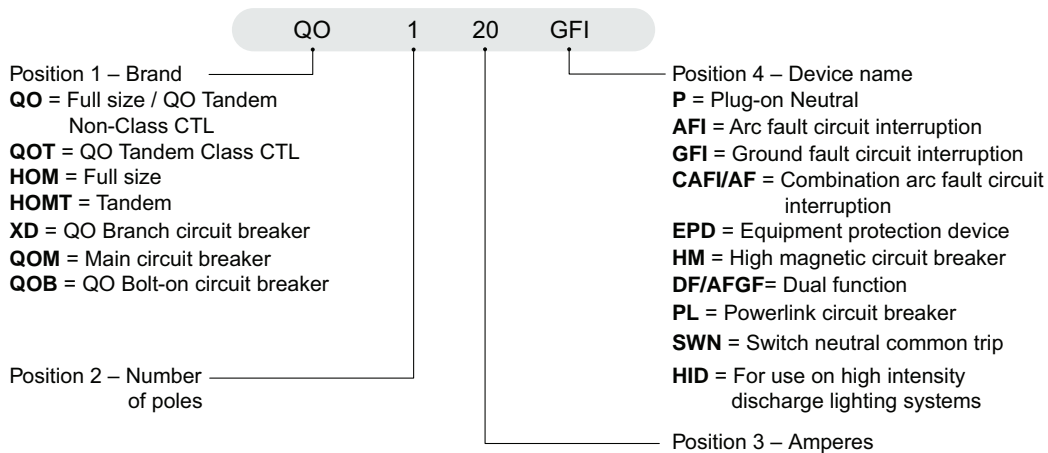 QO 1 20 GFI
Position 1 – Brand
QO = Full size / QO Tandem
Non-Class CTL
QOT = QO Tandem Class CTL
HOM = Full size
HOMT = Tandem
XD = QO Branch circuit breaker
QOM = Main circuit breaker
QOB = QO Bolt-on circuit breaker
Position 2 – Number
of poles
Position 4 – Device name
P = Plug-on Neutral
AFI = Arc fault circuit interruption
GFI = Ground fault circuit interruption
CAFI/AF = Combination arc fault circuit
interruption
EPD = Equipment protection device
HM = High magnetic circuit breaker
DF/AFGF= Dual function
PL = Powerlink circuit breaker
SWN = Switch neutral common trip
HID = For use on high intensity
discharge lighting systems
Position 3 – Amperes